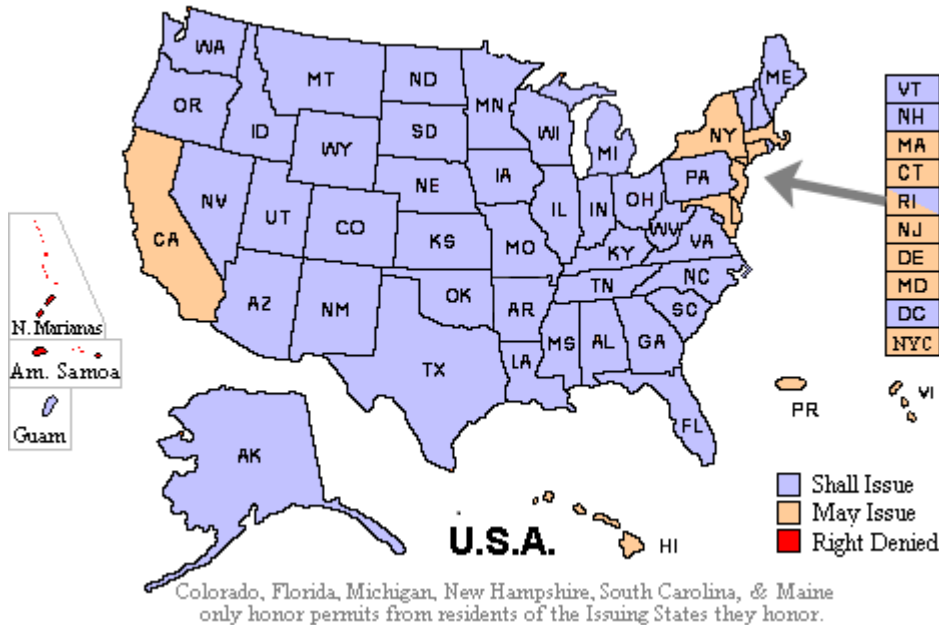 WA
MT
ND
MN
ME
OR
ID
SD
WI
NY
VT
NH
MA
WY
MI
CT
IA
PA
NE
RI
NV
UT
CO
IL
IN
OH
WV
NJ
CA
KS
MO
KY
VA
DE
MD
AZ
NM
OK
AR
TN
NC
SC
DC
MS
AL
GA
NYC
TX
LA
FL
N. Marianas
Am. Samoa
Guam
PR
VI
AK
HI
U.S.A.
Shall Issue
May Issue
Right Denied
Colorado, Florida, Michigan, New Hampshire, South Carolina, & Maine
only honor permits from residents of the Issuing States they honor.